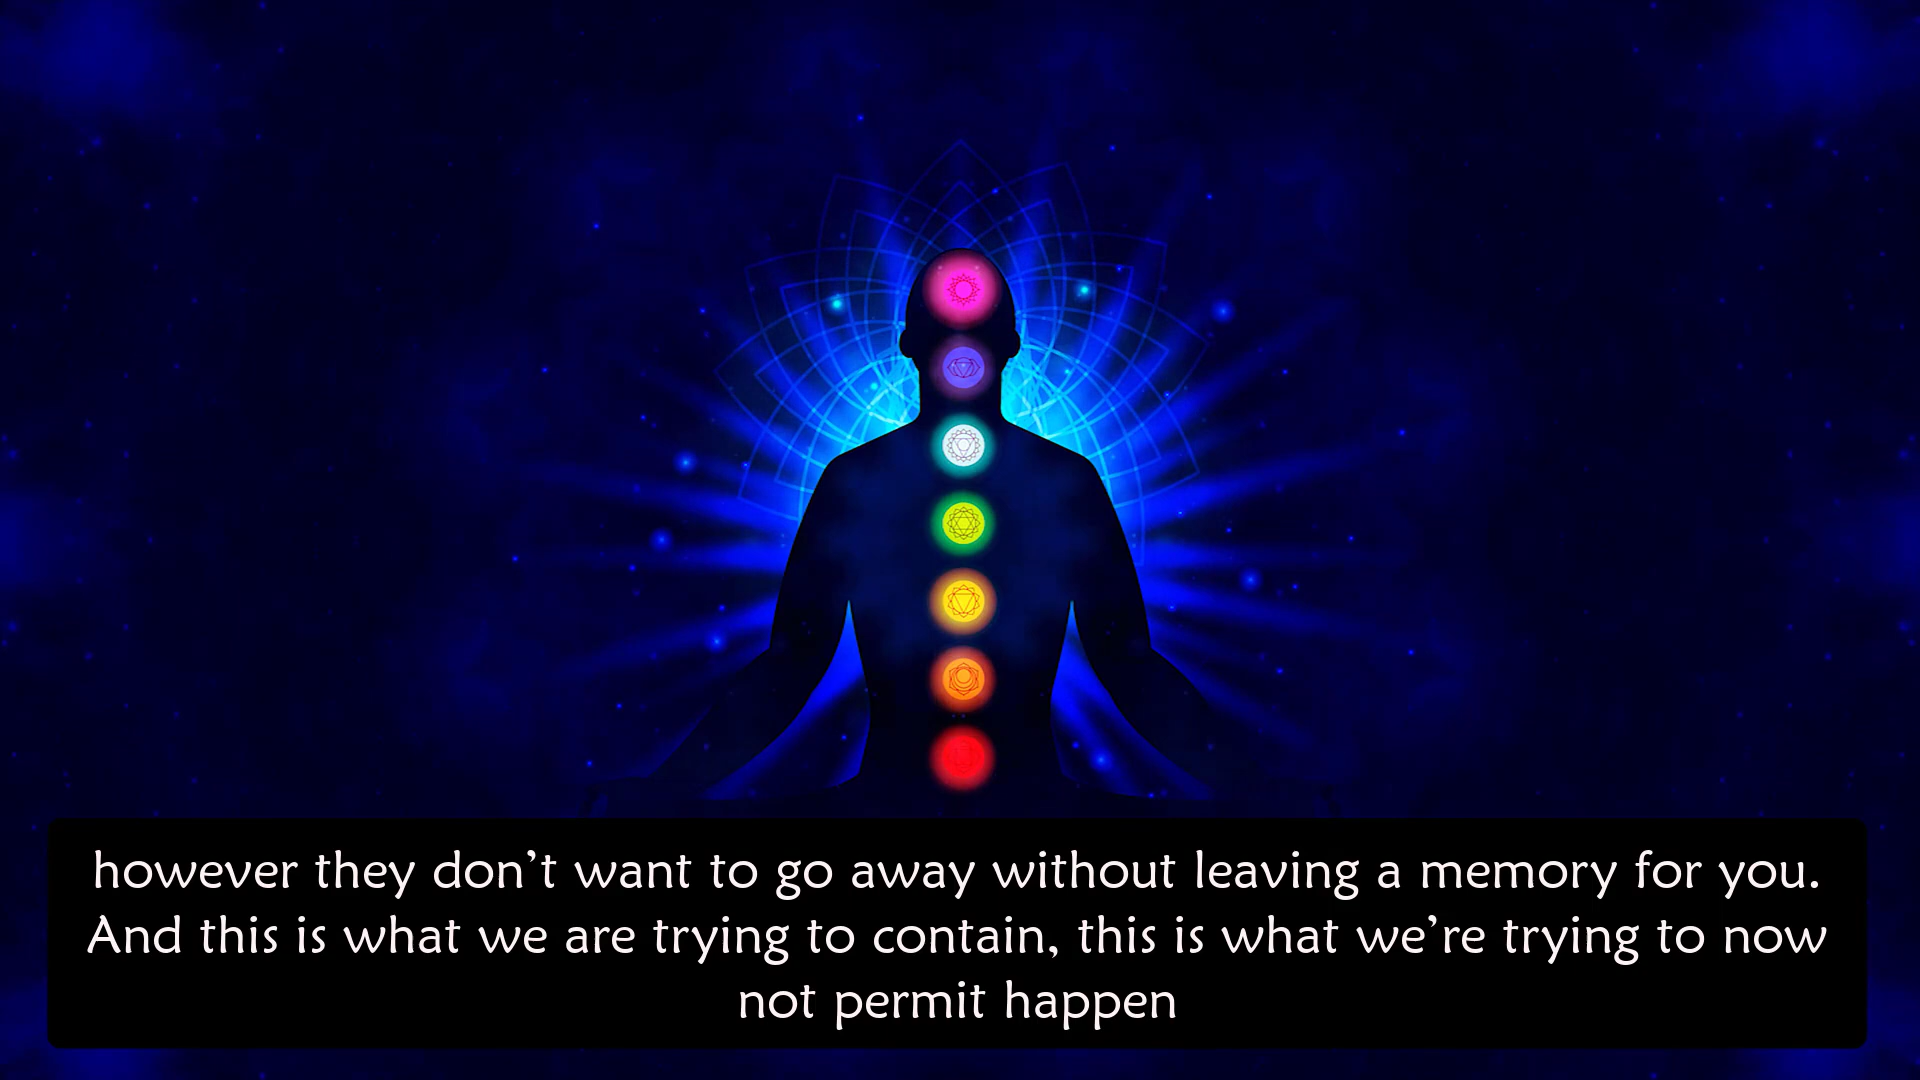 however they don’t want to go away without leaving a memory for you.
And this is what we are trying to contain, this is what we’re trying to now
not permit happen